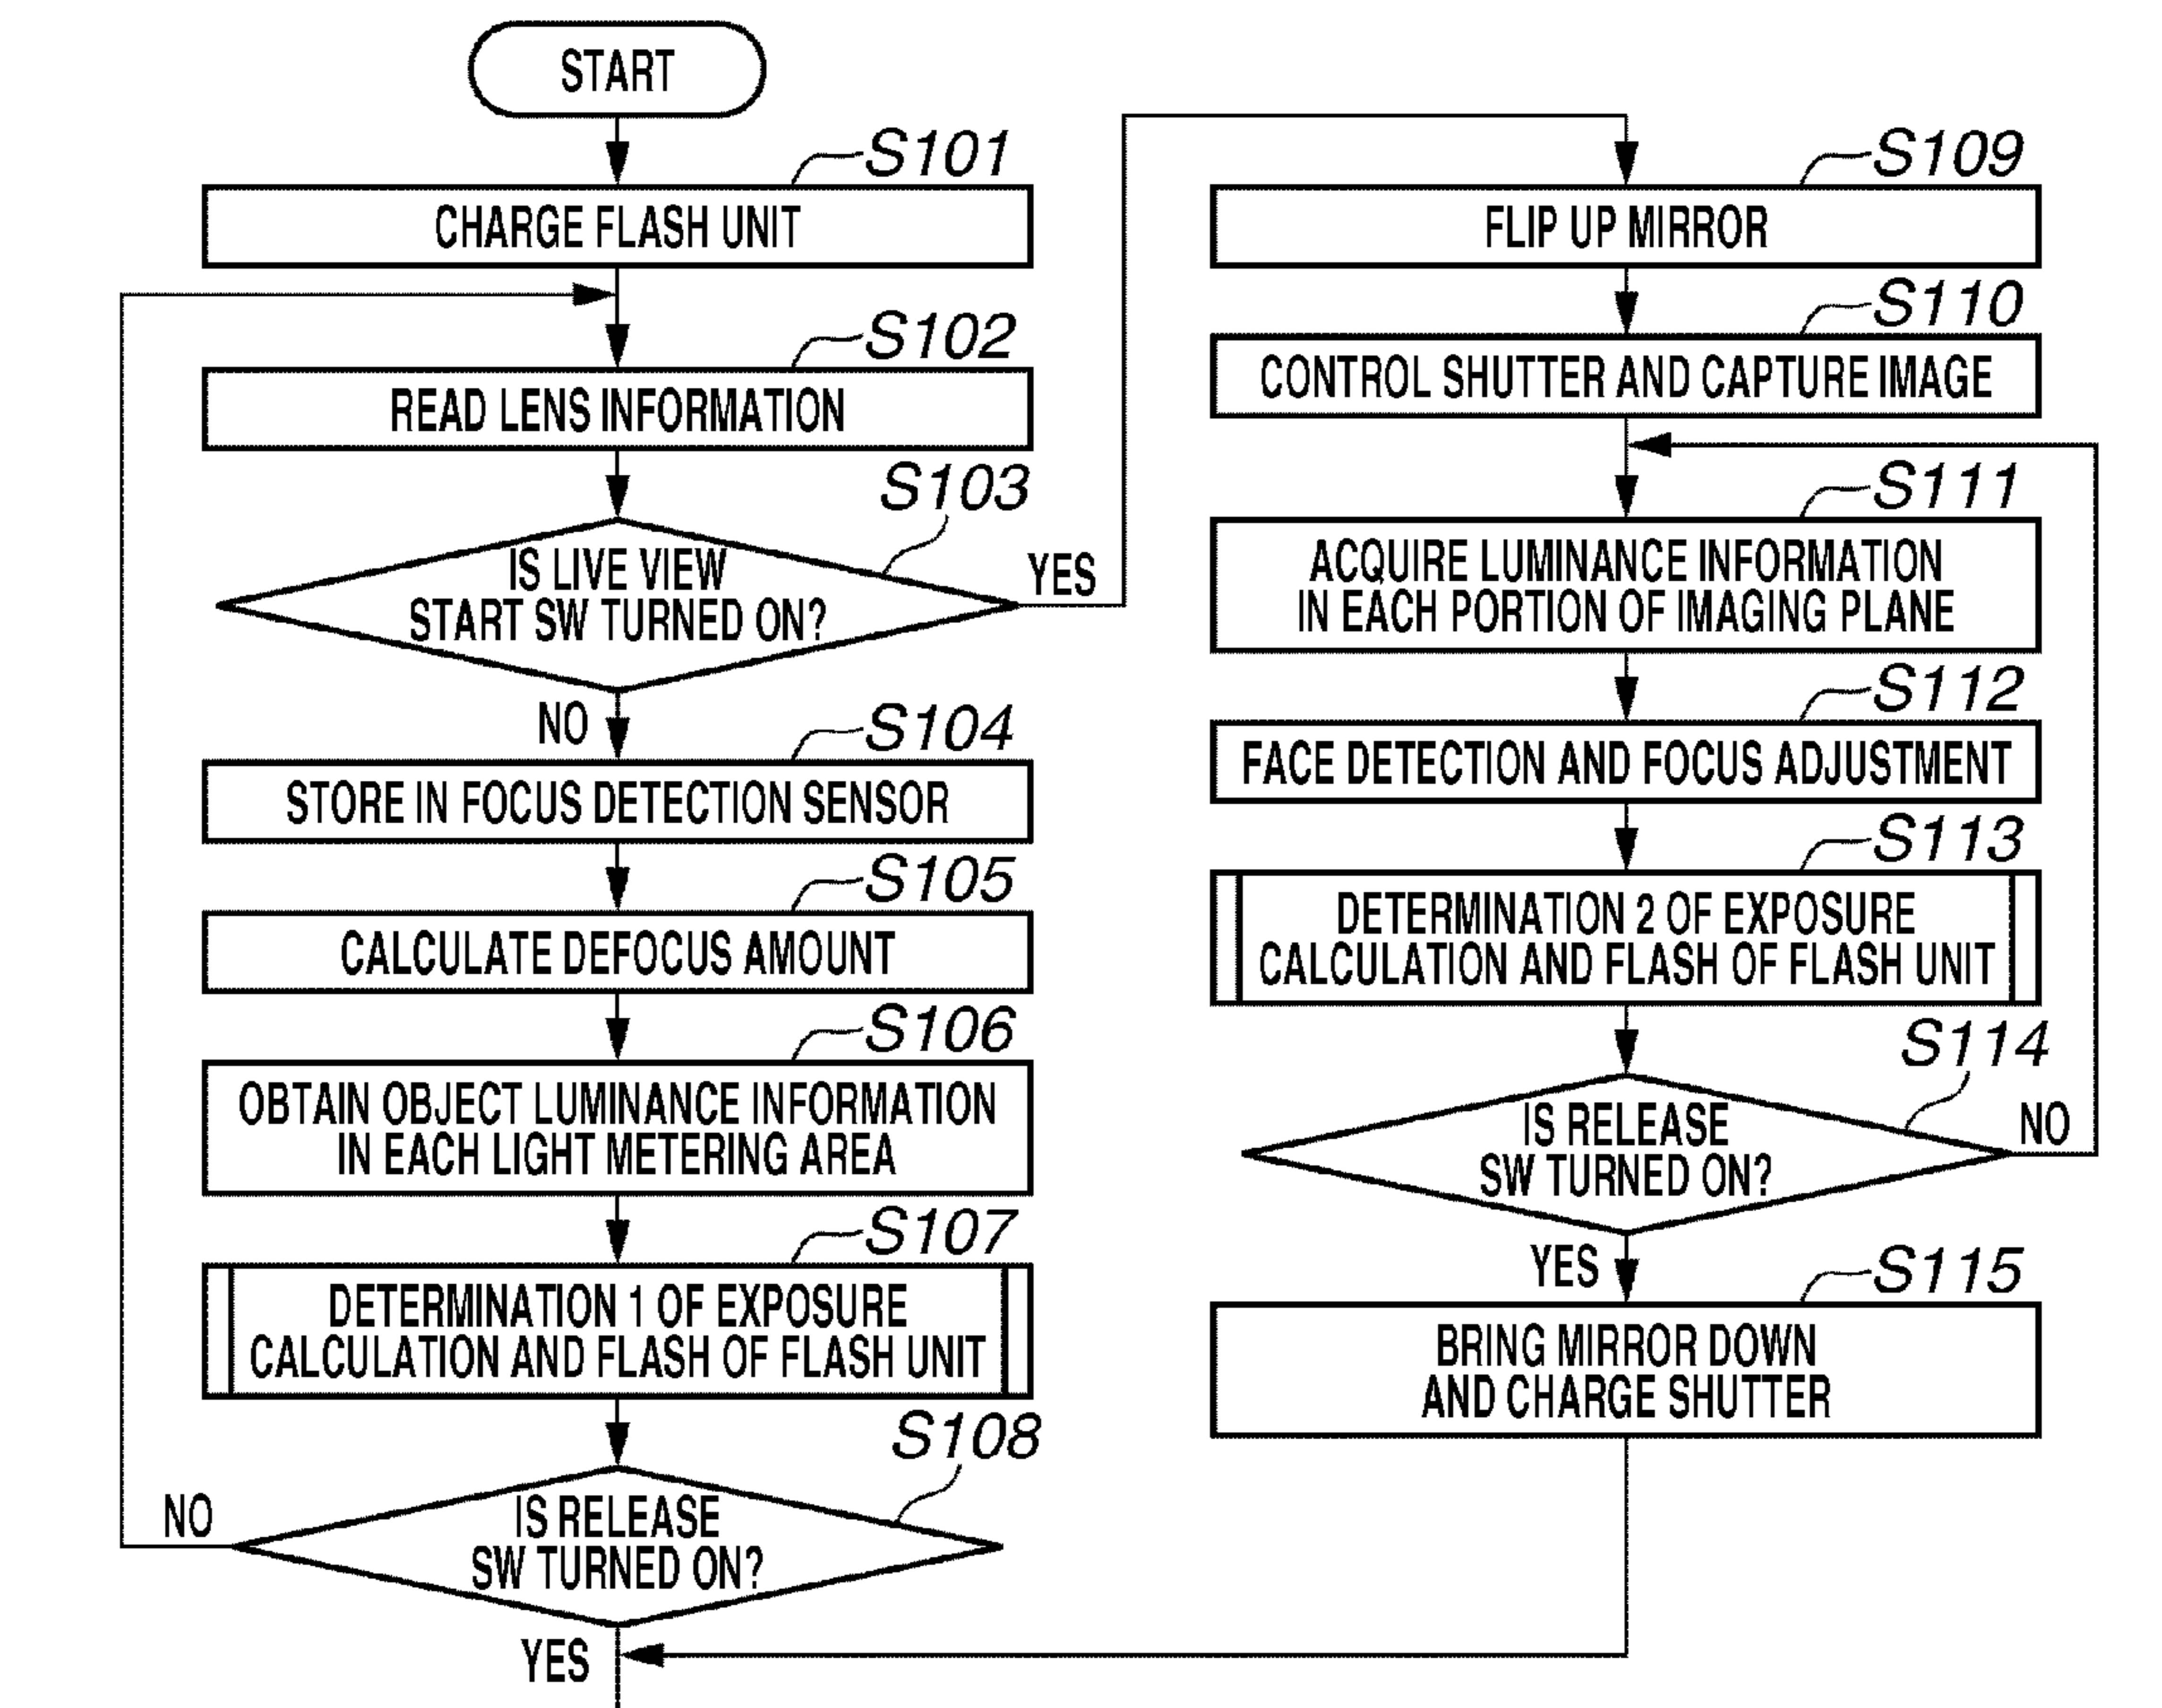 START
S101
CHARGE FLASH UNIT
S102
READ LENS INFORMATION
S103
IS LIVE VIEW
START SW TURNED ON?
YES
NO
S104
STORE IN FOCUS DETECTION SENSOR
S105
CALCULATE DEFOCUS AMOUNT
S106
OBTAIN OBJECT LUMINANCE INFORMATION
IN EACH LIGHT METERING AREA
S107
DETERMINATION 1 OF EXPOSURE
CALCULATION AND FLASH OF FLASH UNIT
S108
IS RELEASE
SW TURNED ON?
NO
YES
S109
FLIP UP MIRROR
S110
CONTROL SHUTTER AND CAPTURE IMAGE
S111
ACQUIRE LUMINANCE INFORMATION
IN EACH PORTION OF IMAGING PLANE
S112
FACE DETECTION AND FOCUS ADJUSTMENT
S113
DETERMINATION 2 OF EXPOSURE
CALCULATION AND FLASH OF FLASH UNIT
S114
IS RELEASE
SW TURNED ON?
NO
YES
S115
BRING MIRROR DOWN
AND CHARGE SHUTTER